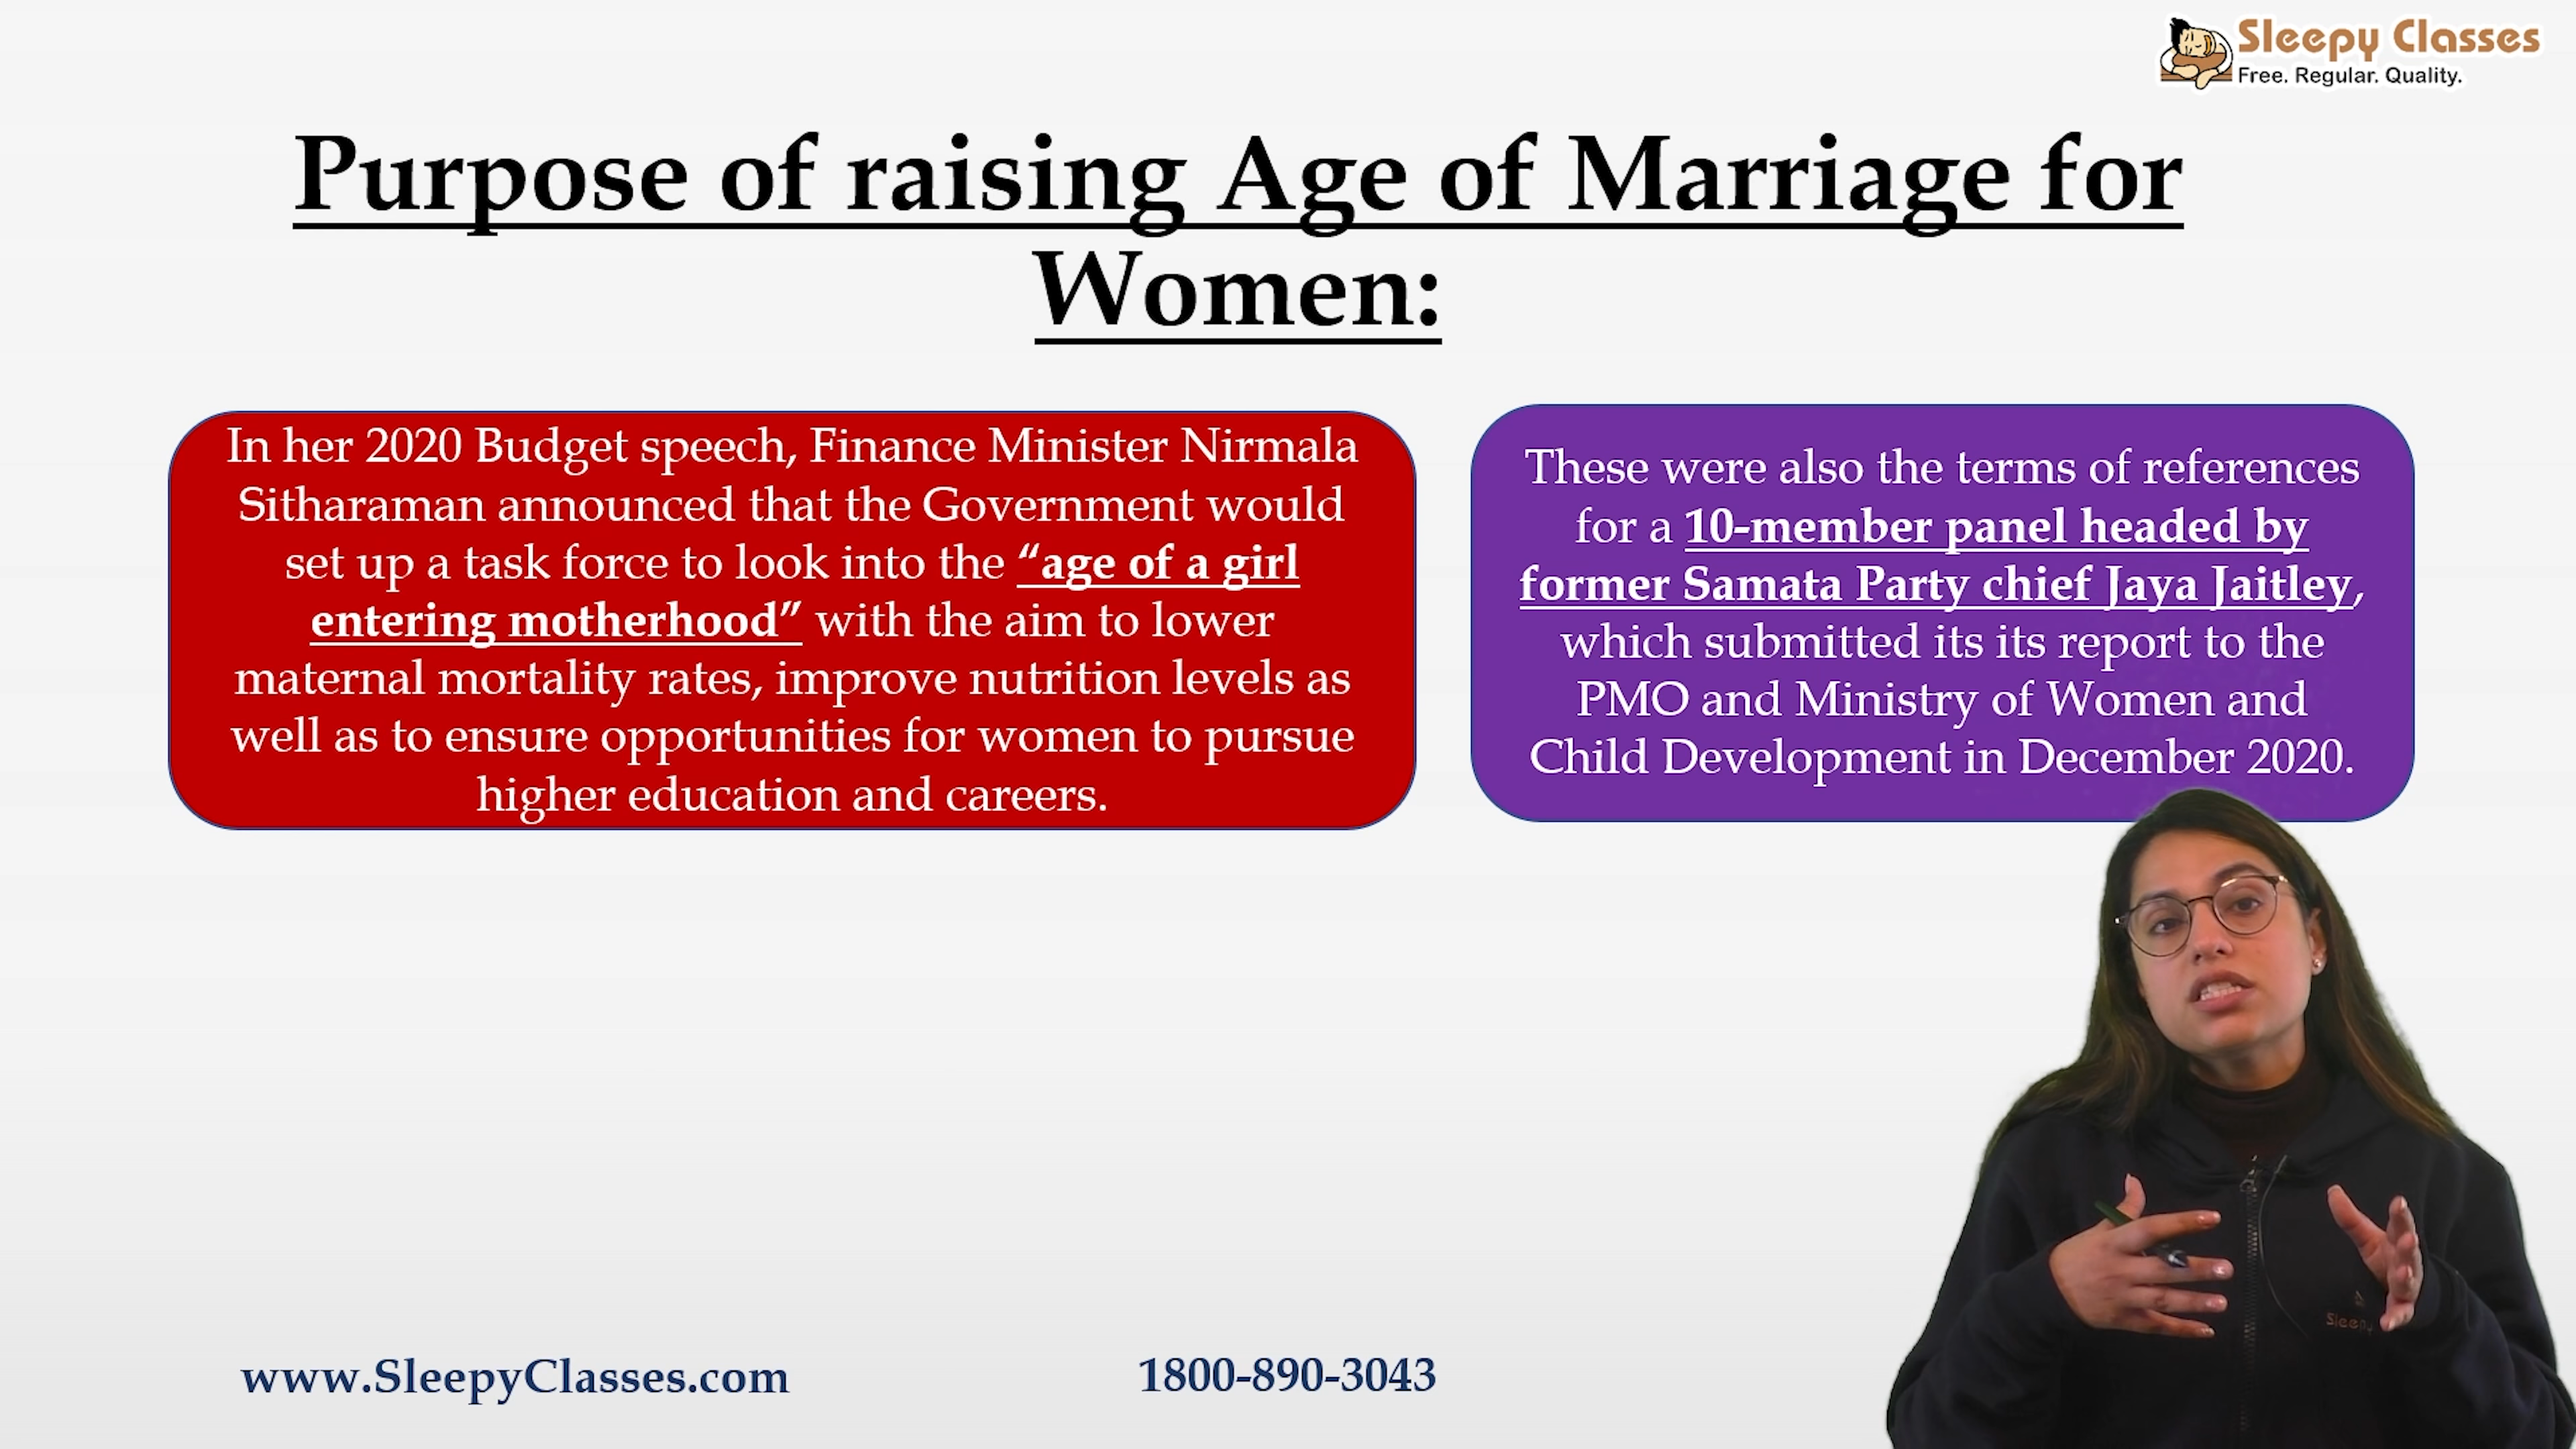 Sleepy Classes
Free. Regular. Quality.
Purpose of raising Age of Marriage for
Women:
In her 2020 Budget speech, Finance Minister Nirmala
Sitharaman announced that the Government would
set up a task force to look into the “age of a girl
entering motherhood” with the aim to lower
maternal mortality rates, improve nutrition levels as
well as to ensure opportunities for women to pursue
higher education and careers.
These were also the terms of references
for a 10-member panel headed by
former Samata Party chief Jaya Jaitley,
which submitted its its report to the
PMO and Ministry of Women and
Child Development in December 2020.
www.SleepyClasses.com
1800-890-3043
Sleepy